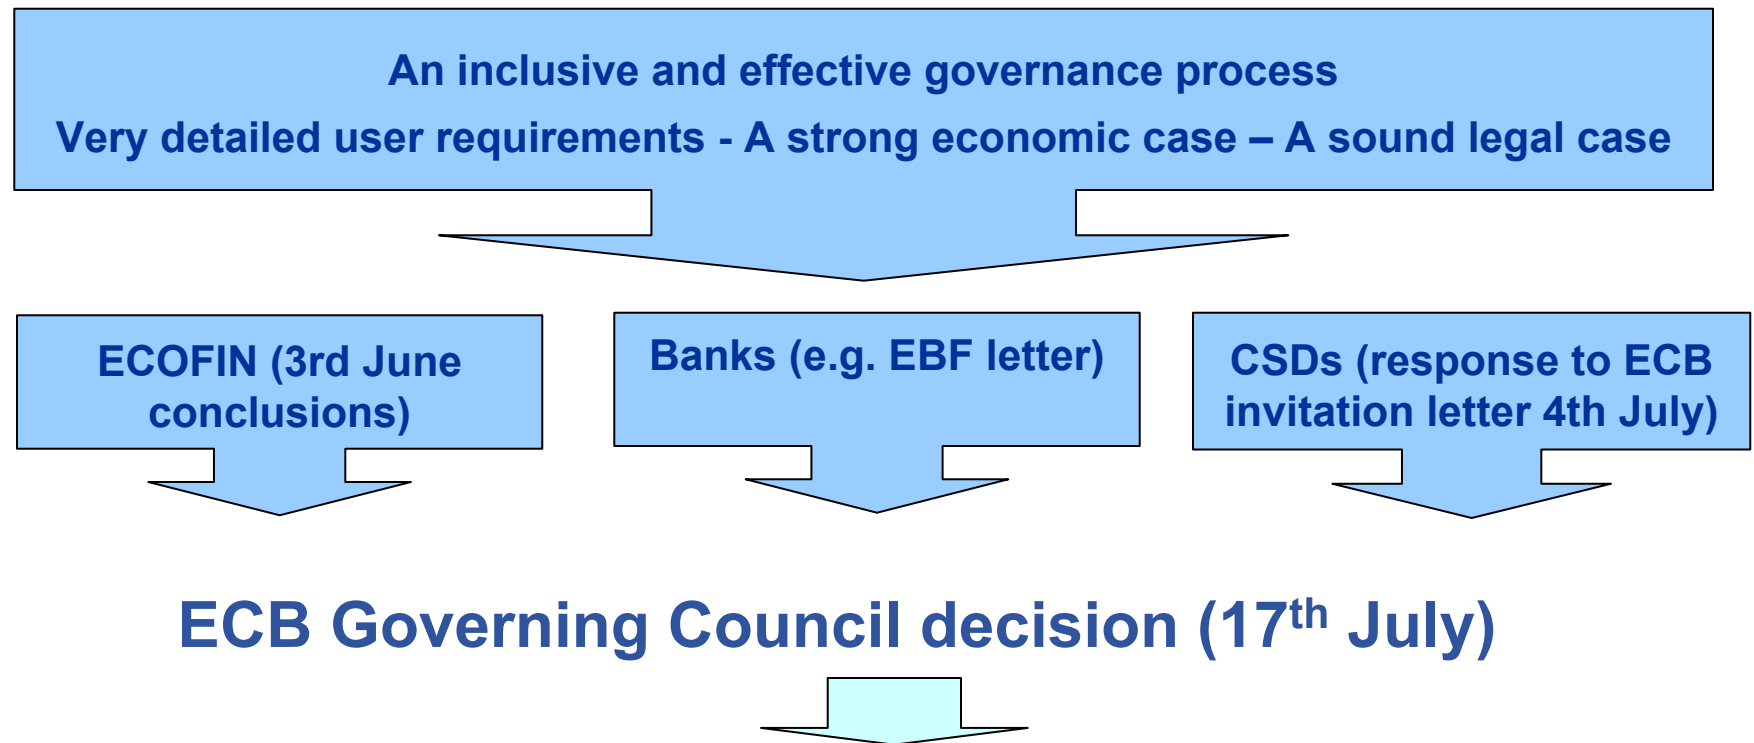 An inclusive and effective governance process
Very detailed user requirements - A strong economic case – A sound legal case
ECOFIN (3rd June
conclusions)
Banks (e.g. EBF letter)
CSDs (response to ECB
invitation letter 4th July)
ECB Governing Council decision (17th July)